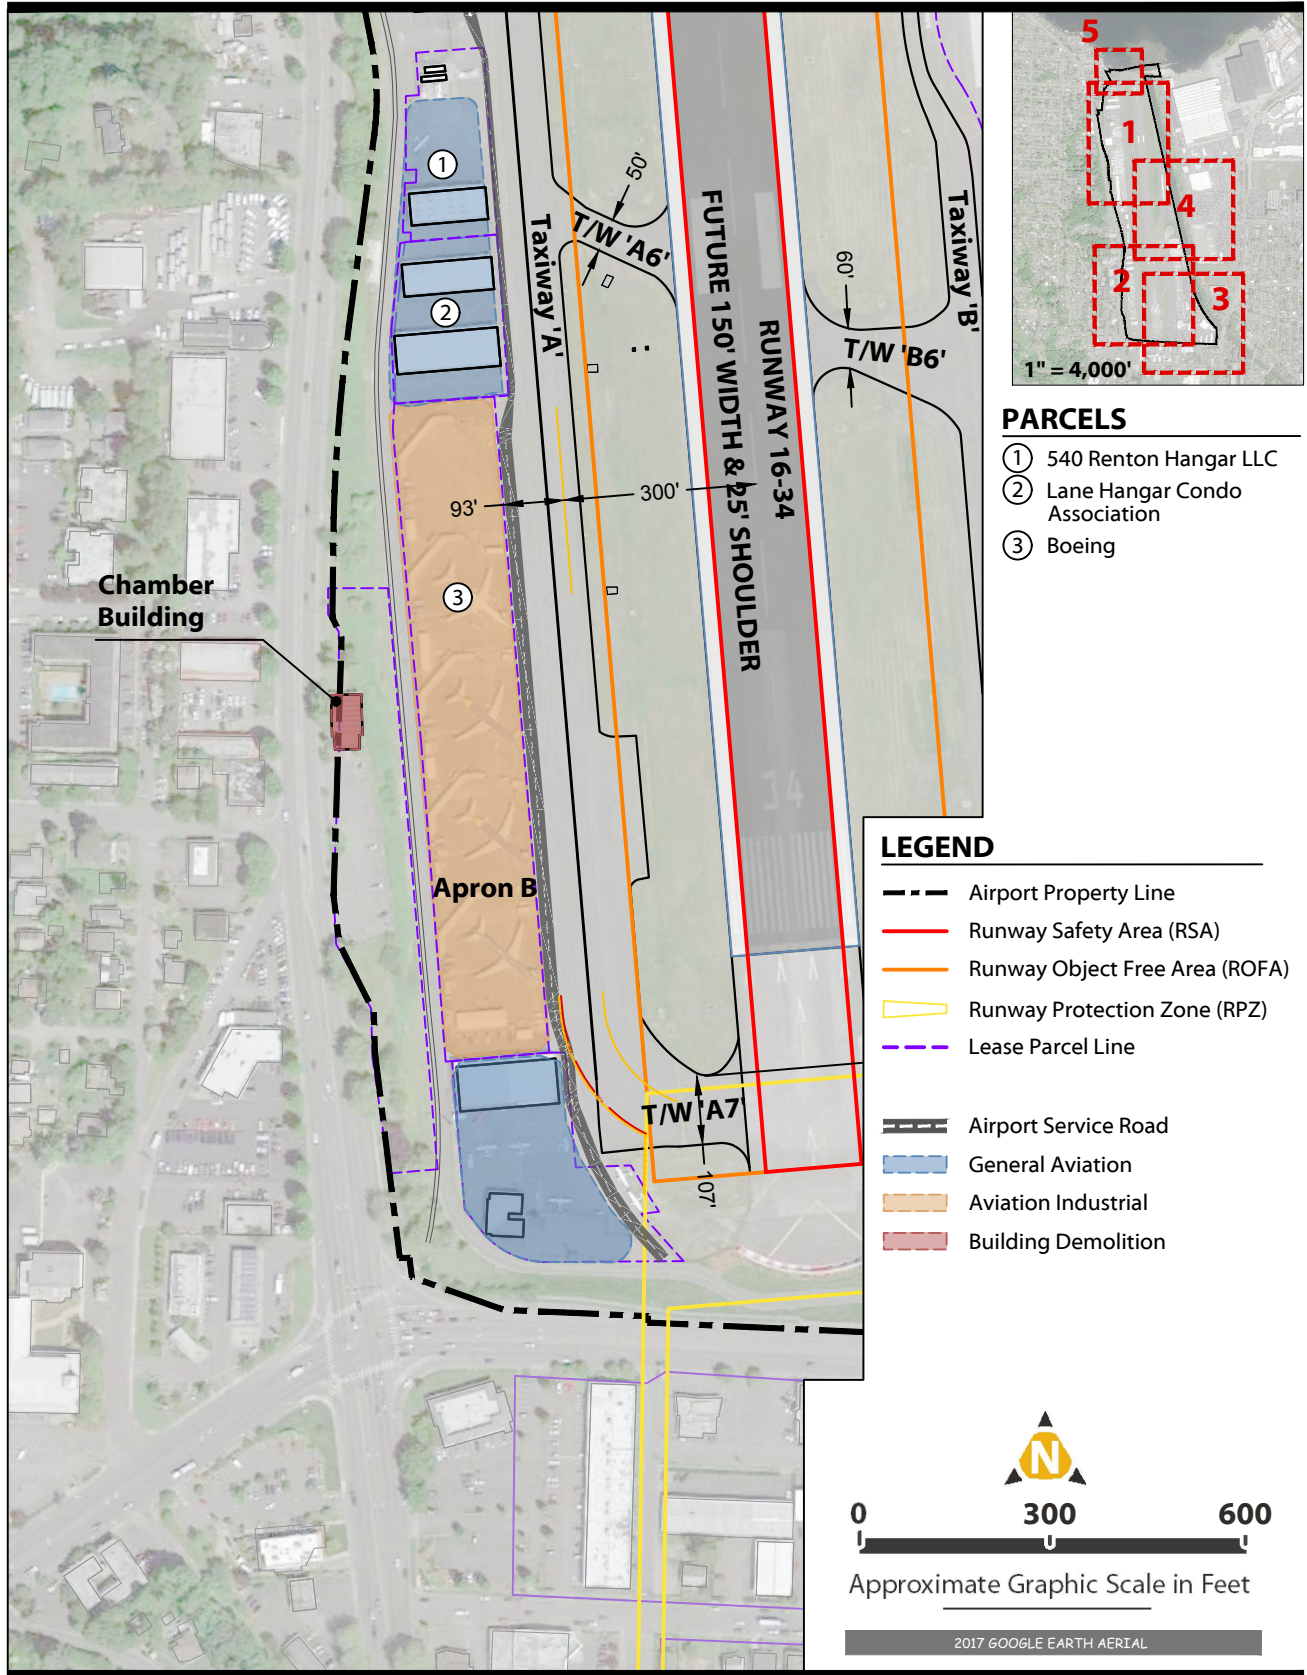 5
1
4
2
3
1" = 4,000'
PARCELS
1 540 Renton Hangar LLC
2 Lane Hangar Condo
Association
3 Boeing
1
2
3
50'
T/W 'A6'
Taxiway 'A'
FUTURE 150' WIDTH & 25' SHOULDER
RUNWAY 16-34
60'
T/W 'B6'
Taxiway 'B'
93'
300'
Chamber
Building
34
Apron B
T/W 'A7'
107'
LEGEND
Airport Property Line
Runway Safety Area (RSA)
Runway Object Free Area (ROFA)
Runway Protection Zone (RPZ)
Lease Parcel Line
Airport Service Road
General Aviation
Aviation Industrial
Building Demolition
N
0 300 600
Approximate Graphic Scale in Feet
2017 GOOGLE EARTH AERIAL